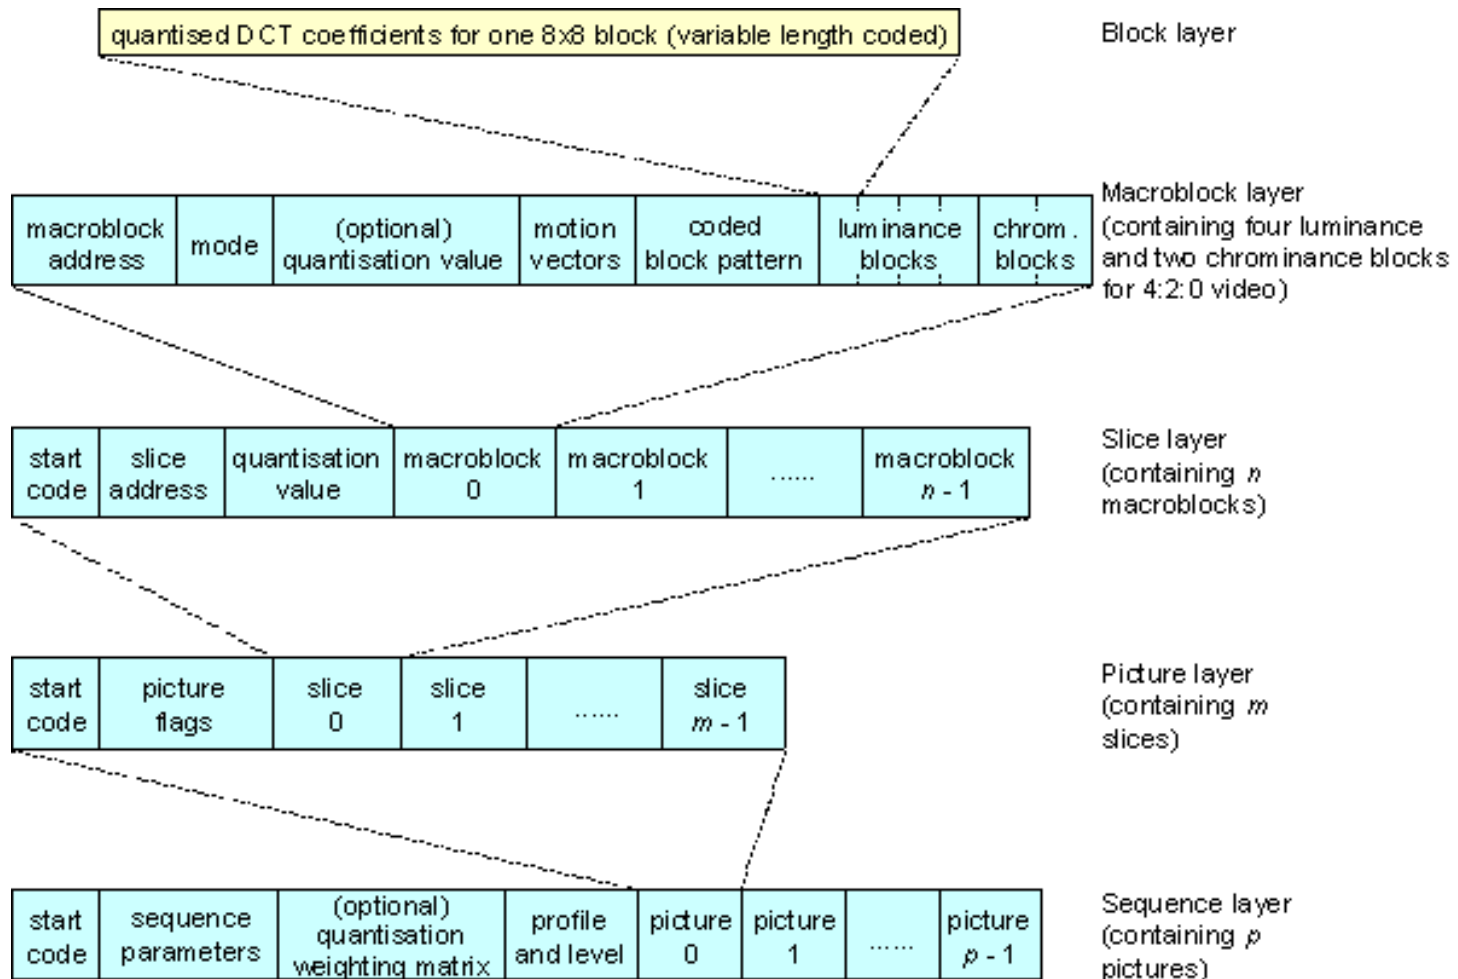 quantised DCT coefficients for one 8x8 block (variable length coded)
Block layer
macroblock
address
mode
(optional)
quantisation value
motion
vectors
coded
block pattern
luminance
blocks
chrom.
blocks
Macroblock layer
(containing four luminance
and two chrominance blocks
for 4:2:0 video)
start
code
slice
address
quantisation
value
macroblock
0
macroblock
1
......
macroblock
n - 1
Slice layer
(containing n
macroblocks)
start
code
picture
flags
slice
0
slice
1
......
slice
m - 1
Picture layer
(containing m
slices)
start
code
sequence
parameters
(optional)
quantisation
weighting matrix
profile
and level
picture
0
picture
1
......
picture
p - 1
Sequence layer
(containing p
pictures)